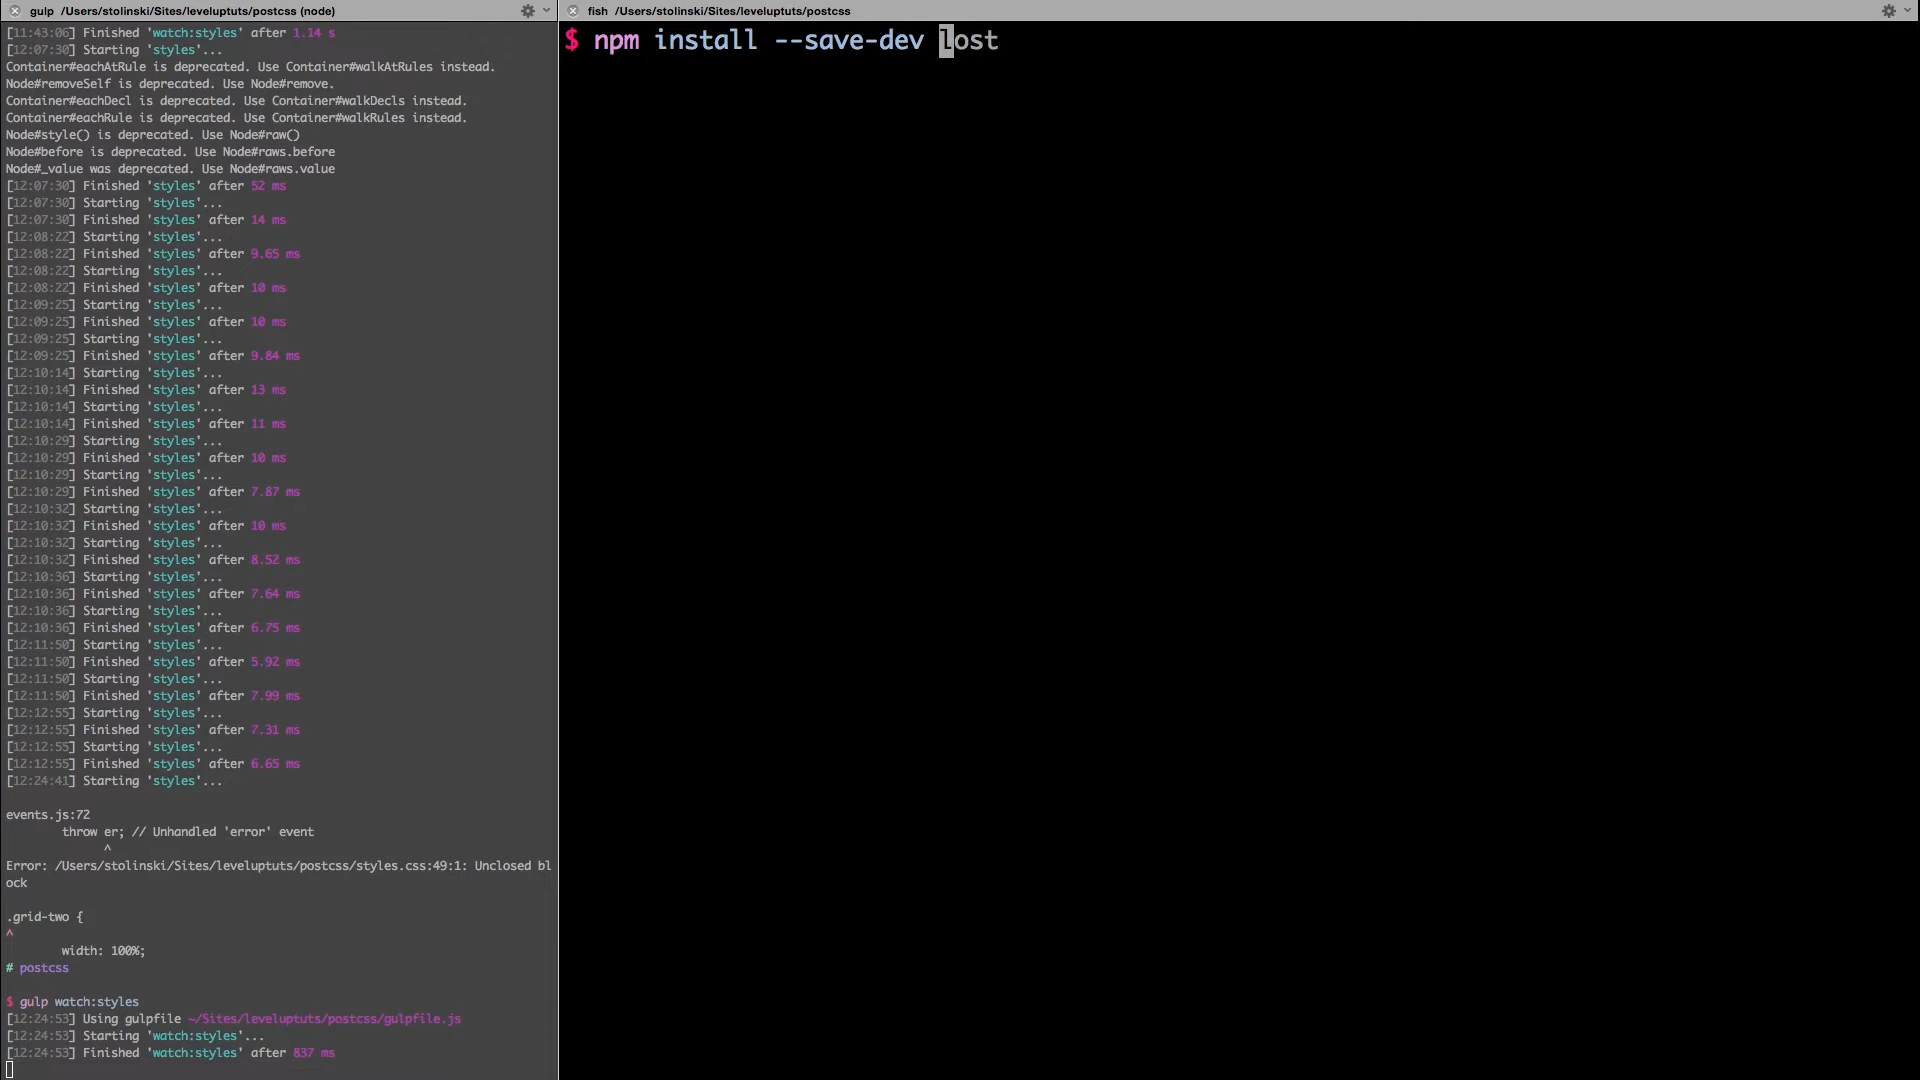 gulp /Users/stolinski/Sites/leveluptuts/postcss (node)
[11:43:06] Finished 'watch:styles' after 1.14 s
[12:07:30] Starting 'styles'...
Container#eachAtRule is deprecated. Use Container#walkAtRules instead.
Node#removeSelf is deprecated. Use Node#remove.
Container#eachDecl is deprecated. Use Container#walkDecls instead.
Container#eachRule is deprecated. Use Container#walkRules instead.
Node#style() is deprecated. Use Node#raw()
Node#before is deprecated. Use Node#raws.before
Node#_value was deprecated. Use Node#raws.value
[12:07:30] Finished 'styles' after 52 ms
[12:07:30] Starting 'styles'...
[12:07:30] Finished 'styles' after 14 ms
[12:08:22] Starting 'styles'...
[12:08:22] Finished 'styles' after 9.65 ms
[12:08:22] Starting 'styles'...
[12:08:22] Finished 'styles' after 10 ms
[12:09:25] Starting 'styles'...
[12:09:25] Finished 'styles' after 10 ms
[12:09:25] Starting 'styles'...
[12:09:25] Finished 'styles' after 9.84 ms
[12:10:14] Starting 'styles'...
[12:10:14] Finished 'styles' after 13 ms
[12:10:14] Starting 'styles'...
[12:10:14] Finished 'styles' after 11 ms
[12:10:29] Starting 'styles'...
[12:10:29] Finished 'styles' after 10 ms
[12:10:29] Starting 'styles'...
[12:10:29] Finished 'styles' after 7.87 ms
[12:10:32] Starting 'styles'...
[12:10:32] Finished 'styles' after 10 ms
[12:10:32] Starting 'styles'...
[12:10:32] Finished 'styles' after 8.52 ms
[12:10:36] Starting 'styles'...
[12:10:36] Finished 'styles' after 7.64 ms
[12:10:36] Starting 'styles'...
[12:10:36] Finished 'styles' after 6.75 ms
[12:11:50] Starting 'styles'...
[12:11:50] Finished 'styles' after 5.92 ms
[12:11:50] Starting 'styles'...
[12:11:50] Finished 'styles' after 7.99 ms
[12:12:55] Starting 'styles'...
[12:12:55] Finished 'styles' after 7.31 ms
[12:12:55] Starting 'styles'...
[12:12:55] Finished 'styles' after 6.65 ms
[12:24:41] Starting 'styles'...
events.js:72
throw er; // Unhandled 'error' event
^
Error: /Users/stolinski/Sites/leveluptuts/postcss/styles.css:49:1: Unclosed bl
ock
.grid-two {
^
width: 100%;
# postcss
$ gulp watch:styles
[12:24:53] Using gulpfile ~/Sites/leveluptuts/postcss/gulpfile.js
[12:24:53] Starting 'watch:styles'...
[12:24:53] Finished 'watch:styles' after 837 ms
fish /Users/stolinski/Sites/leveluptuts/postcss
$ npm install --save-dev lost